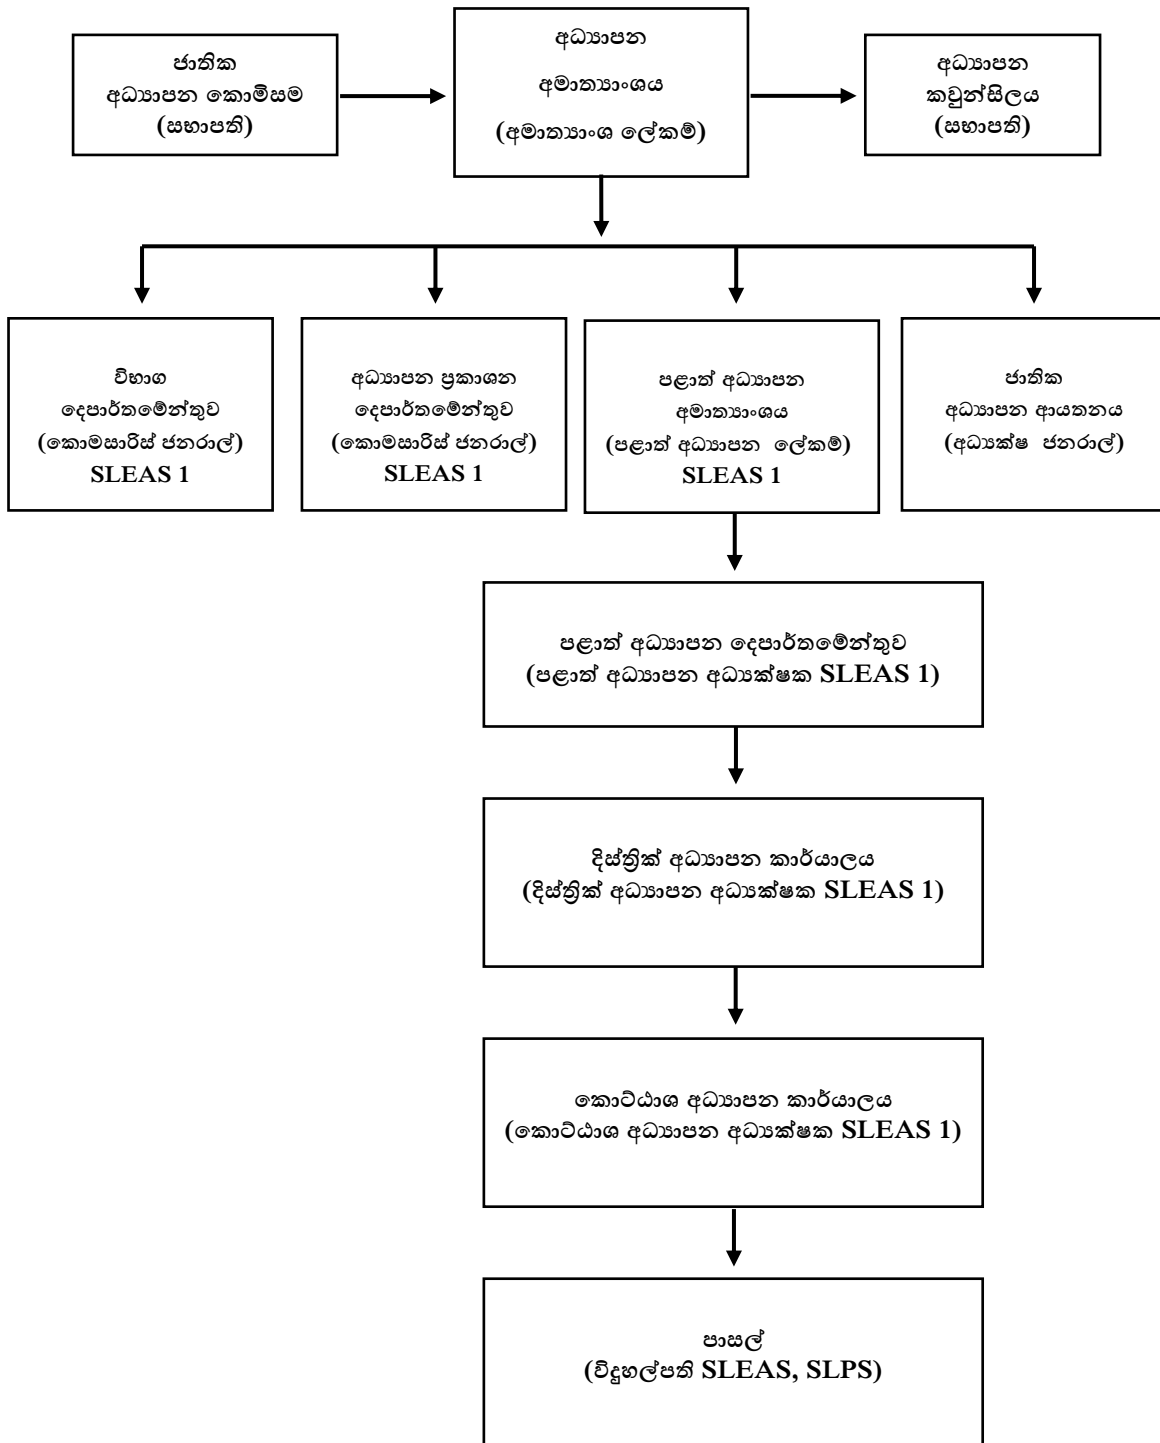 ජාතික
අධ්‍යාපන කොමිසම
(සභාපති)
අධ්‍යාපන
අමාත්‍යාංශය
(අමාත්‍යාංශ ලේකම්)
අධ්‍යාපන
කවුන්සිලය
(සභාපති)
විභාග
දෙපාර්තමේන්තුව
(කොමසාරිස් ජනරාල්)
SLEAS 1
අධ්‍යාපන ප්‍රකාශන
දෙපාර්තමේන්තුව
(කොමසාරිස් ජනරාල්)
SLEAS 1
පළාත් අධ්‍යාපන
අමාත්‍යාංශය
(පළාත් අධ්‍යාපන ලේකම්)
SLEAS 1
ජාතික
අධ්‍යාපන ආයතනය
(අධ්‍යක්ෂ ජනරාල්)
පළාත් අධ්‍යාපන දෙපාර්තමේන්තුව
(පළාත් අධ්‍යාපන අධ්‍යක්ෂක SLEAS 1)
දිස්ත්‍රික් අධ්‍යාපන කාර්යාලය
(දිස්ත්‍රික් අධ්‍යාපන අධ්‍යක්ෂක SLEAS 1)
කොට්ඨාශ අධ්‍යාපන කාර්යාලය
(කොට්ඨාශ අධ්‍යාපන අධ්‍යක්ෂක SLEAS 1)
පාසල්
(විදුහල්පති SLEAS, SLPS)